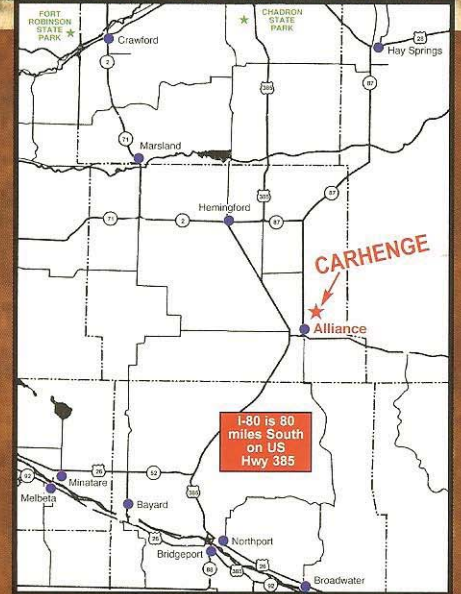 FORT
ROBINSON
STATE
PARK
CHADRON
STATE
PARK
Crawford
20
Hay Springs
2
385
87
71
Marsland
385
87
Hemingford
71
2
87
CARHENGE
Alliance
I-80 is 80
miles South
on US
Hwy 385
92
Minatare
26
52
Melbeta
385
Bayard
26
Northport
Bridgeport
88
385
26
92
Broadwater